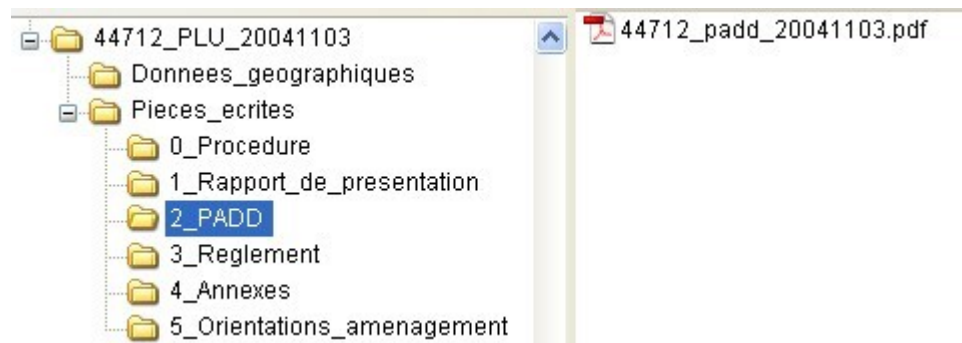 44712_PLU_20041103
Donnees_geographiques
Pieces_ecrites
0_Procedure
1_Rapport_de_presentation
2_PADD
3_Reglement
4_Annexes
5_Orientations_amenagement
44712_padd_20041103.pdf